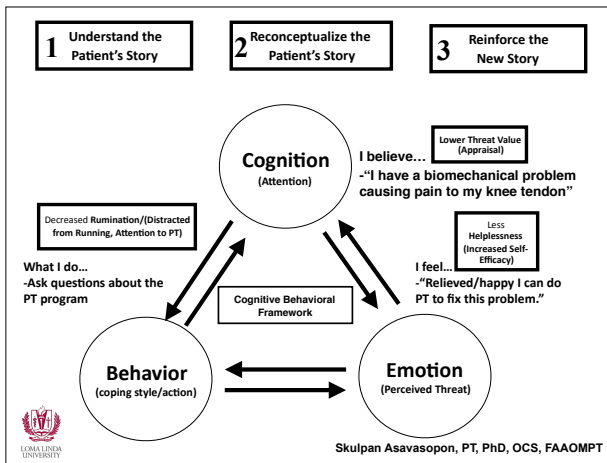 1 Understand the
Patient's Story
2 Reconceptualize the
Patient's Story
3 Reinforce the
New Story
Cognition
(Attention)
I believe…
Lower Threat Value
(Appraisal)
-"I have a biomechanical problem
causing pain to my knee tendon"
Decreased Rumination/(Distracted
from Running, Attention to PT)
What I do…
-Ask questions about the
PT program
Less
Helplessness
(Increased Self-
Efficacy)
I feel…
-"Relieved/happy I can do
PT to fix this problem."
Cognitive Behavioral
Framework
Behavior
(coping style/action)
Emotion
(Perceived Threat)
LOMA LINDA
UNIVERSITY
Skulpan Asavasopon, PT, PhD, OCS, FAAOMPT